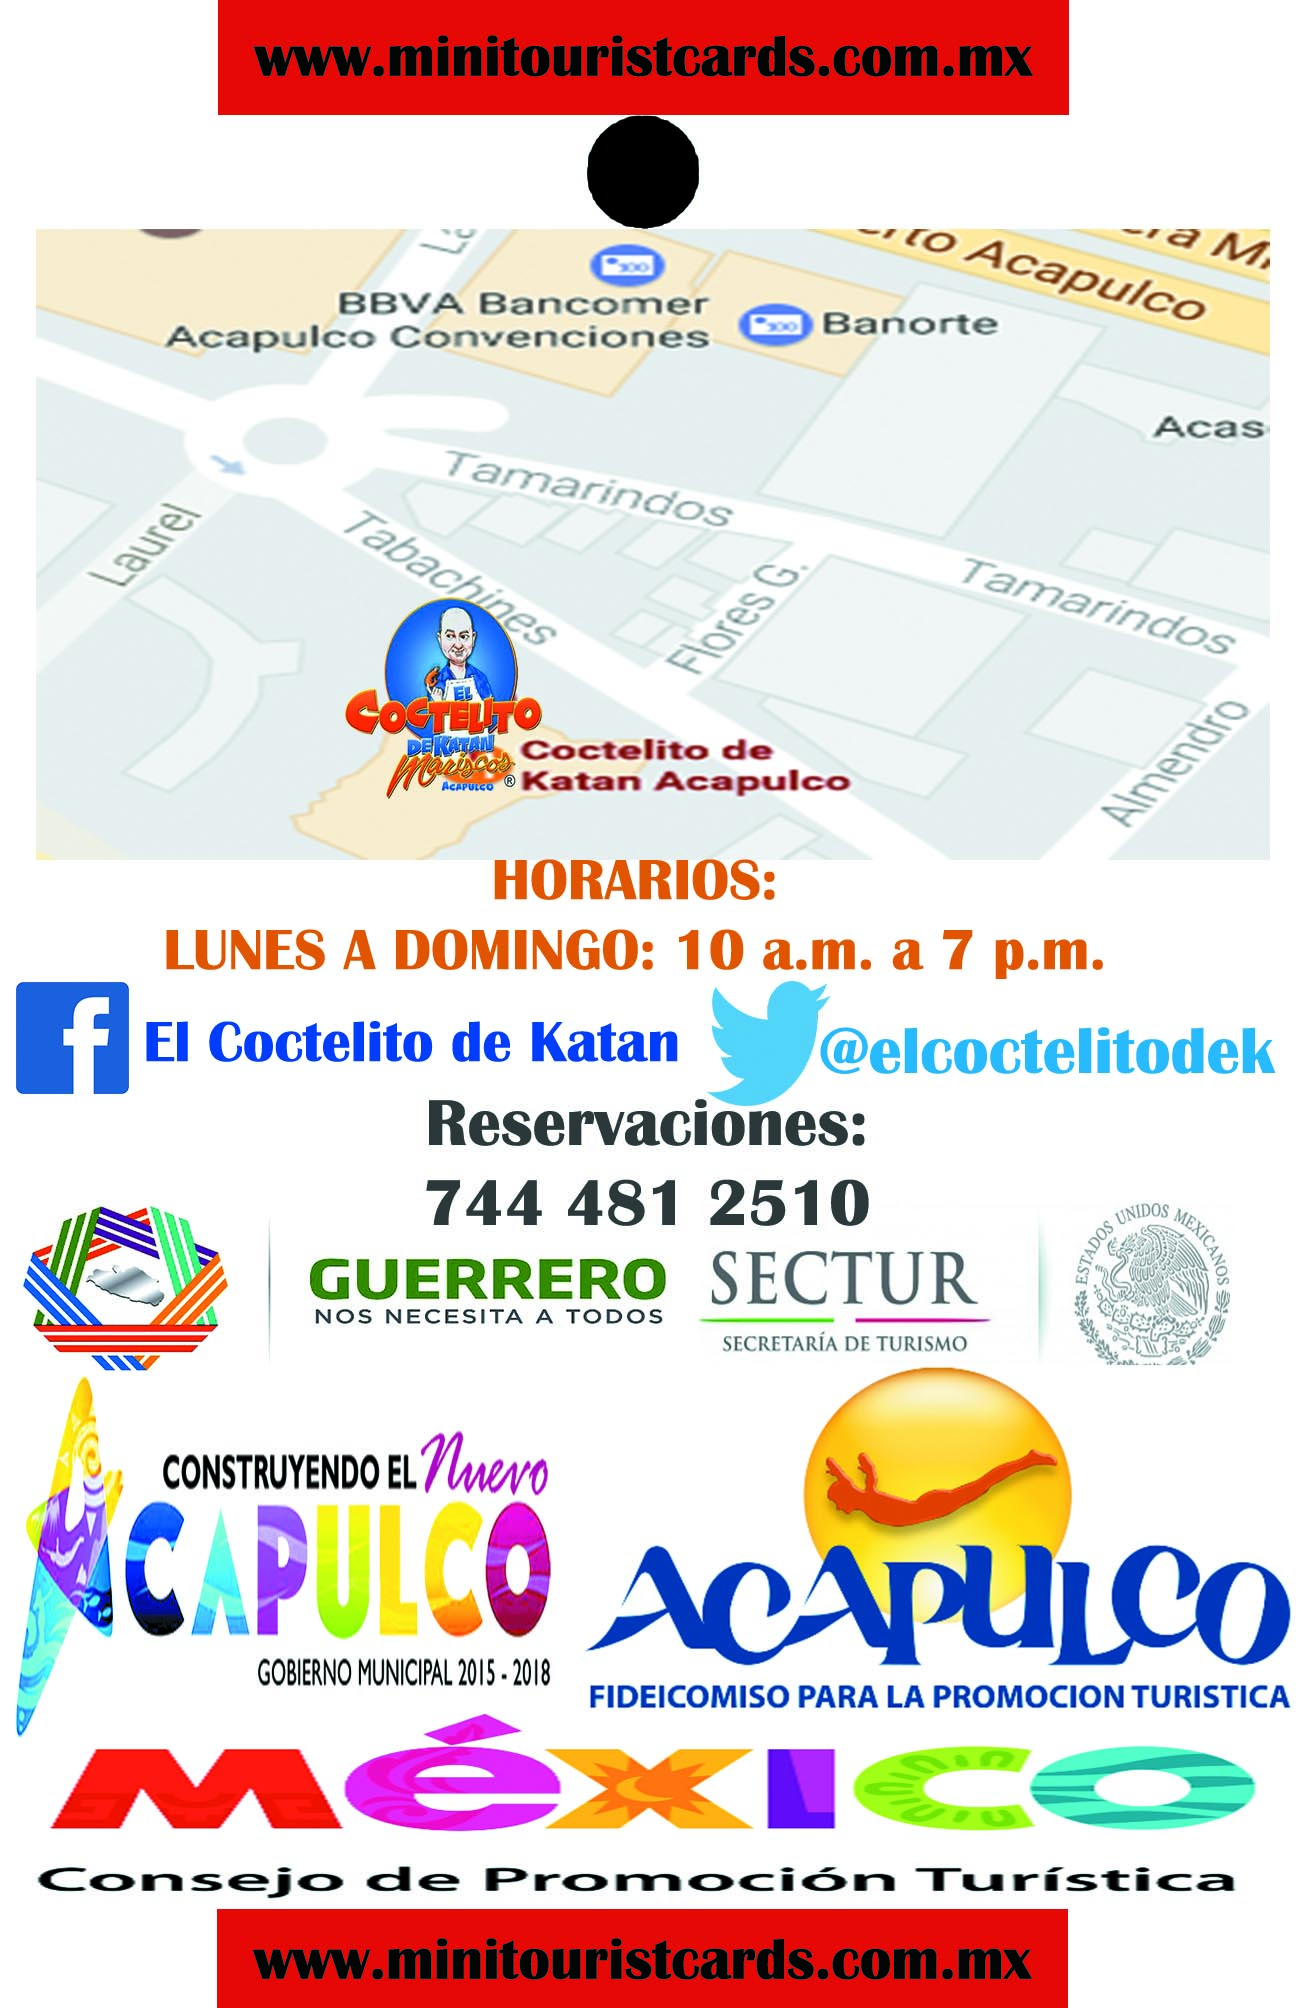 www.minitouristcards.com.mx
BBVA Bancomer
Acapulco Convenciones
Banorte
erto Acapulco
era M
Acas
La
Tamarindos
Laurel
Tabachines
Flores G.
Tamarindos
Almendro
EL
COCTELITO
DE KATAN
Mariscos
ACAPULCO
®
Coctelito de
Katan Acapulco
HORARIOS:
LUNES A DOMINGO: 10 a.m. a 7 p.m.
f El Coctelito de Katan
@elcoctelitodek
Reservaciones:
744 481 2510
GUERRERO
NOS NECESITA A TODOS
SECTUR
SECRETARÍA DE TURISMO
ESTADOS UNIDOS MEXICANOS
CONSTRUYENDO EL Nuevo
ACAPULCO
GOBIERNO MUNICIPAL 2015 - 2018
ACAPULCO
FIDEICOMISO PARA LA PROMOCION TURISTICA
MéXICO
Consejo de Promoción Turística
www.minitouristcards.com.mx